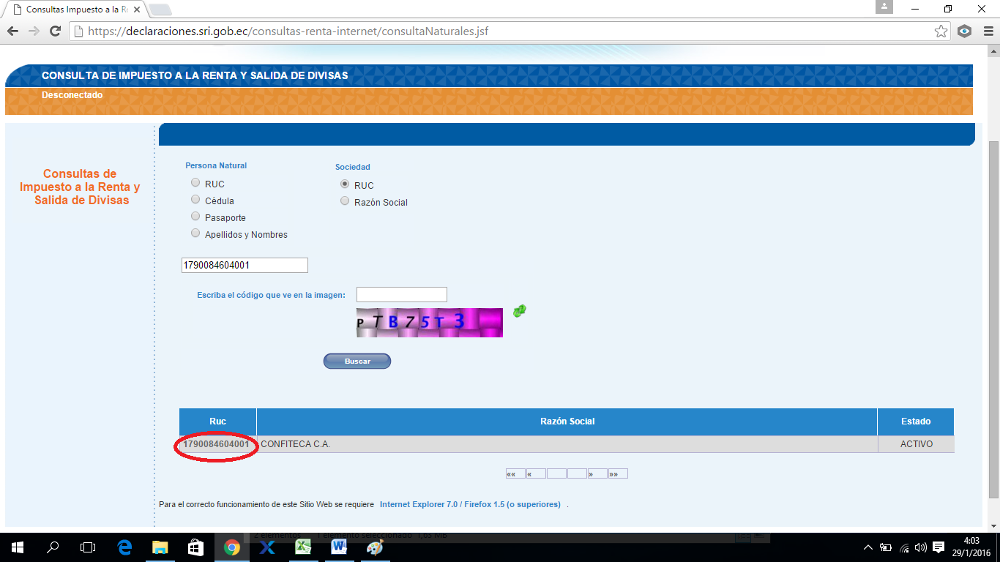 Consultas Impuesto a la R
https://declaraciones.sri.gob.ec/consultas-renta-internet/consultaNaturales.jsf
CONSULTA DE IMPUESTO A LA RENTA Y SALIDA DE DIVISAS
Desconectado
Consultas de
Impuesto a la Renta y
Salida de Divisas
Persona Natural
RUC
Cédula
Pasaporte
Apellidos y Nombres
Sociedad
RUC
Razón Social
1790084604001
Escriba el código que ve en la imagen:
P T B 7 5 T 3
Buscar
Ruc Razón Social Estado
1790084604001 CONFITECA C.A. ACTIVO
«« « » »»
Para el correcto funcionamiento de este Sitio Web se requiere Internet Explorer 7.0 / Firefox 1.5 (o superiores) .
2 elementos 1 elemento seleccionado 1,63 MB
4:03
29/1/2016